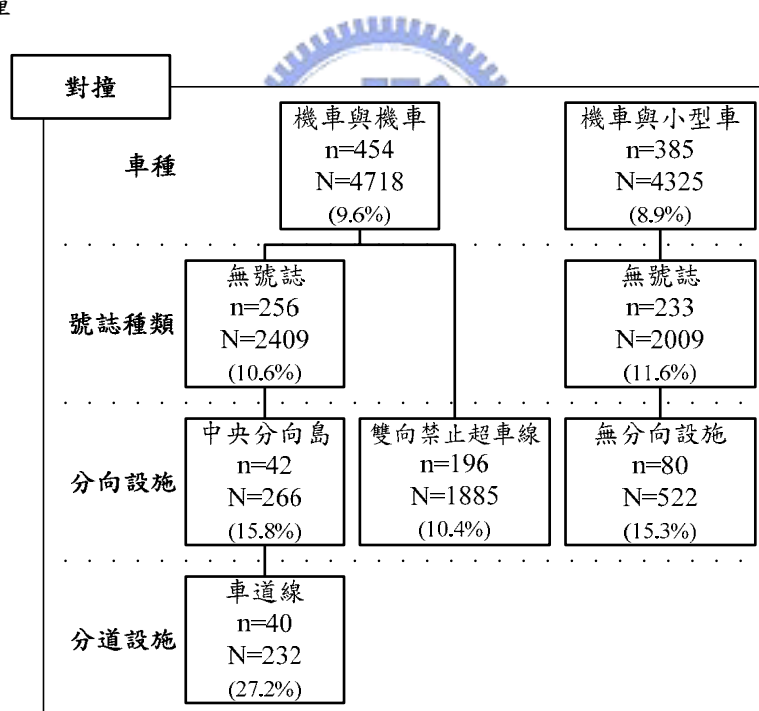 對撞
車種
機車與機車
n=454
N=4718
(9.6%)
機車與小型車
n=385
N=4325
(8.9%)
號誌種類
無號誌
n=256
N=2409
(10.6%)
無號誌
n=233
N=2009
(11.6%)
分向設施
中央分向島
n=42
N=266
(15.8%)
雙向禁止超車線
n=196
N=1885
(10.4%)
無分向設施
n=80
N=522
(15.3%)
分道設施
車道線
n=40
N=232
(27.2%)